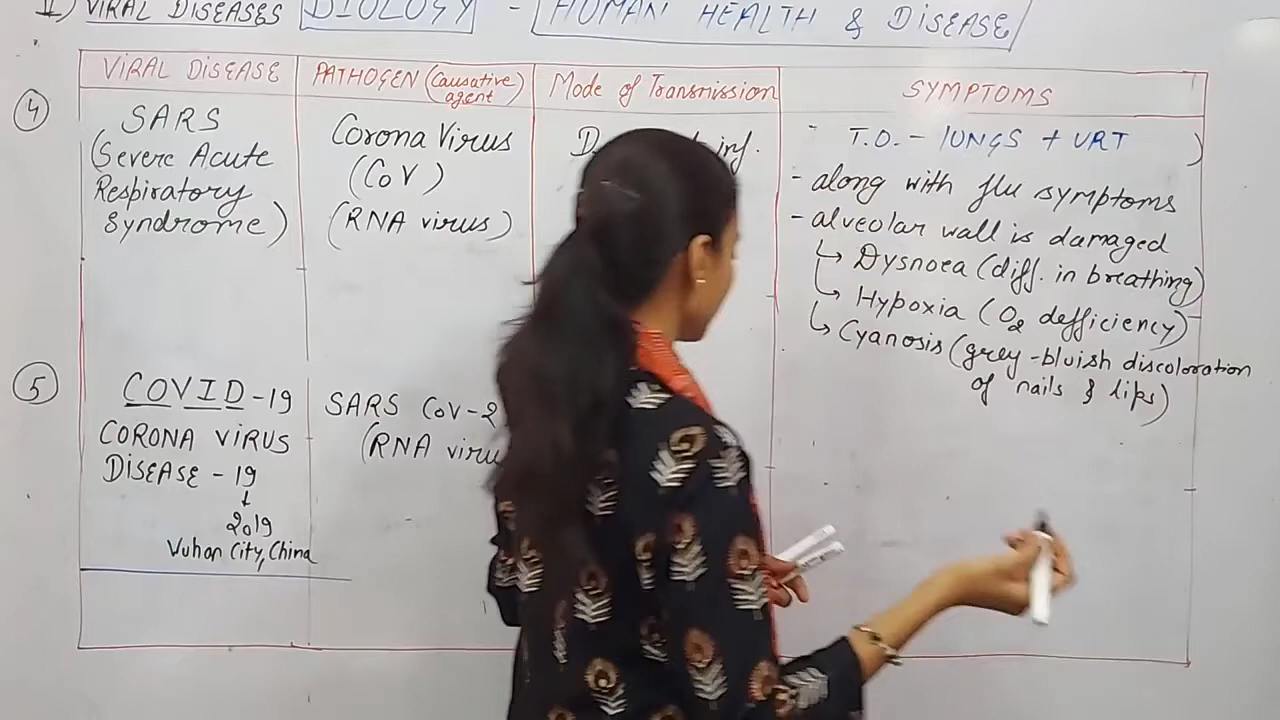 II) VIRAL DISEASES BIOLOGY - HUMAN HEALTH & DISEASE
VIRAL DISEASE
PATHOGEN (Causative agent)
Mode of Transmission
SYMPTOMS
4
SARS
(Severe Acute
Respiratory
Syndrome)
Corona Virus
(CoV)
(RNA virus)
inf.
- T.O. - LUNGS + URT
- along with flu symptoms
- alveolar wall is damaged
↳ Dysnoea (diff. in breathing)
↳ Hypoxia (O2 defficiency)
↳ Cyanosis (grey-bluish discoloration
of nails & lips)
5
COVID-19
CORONA VIRUS
DISEASE - 19
↓
2019
Vuhan City, China
SARS CoV-2
(RNA viru